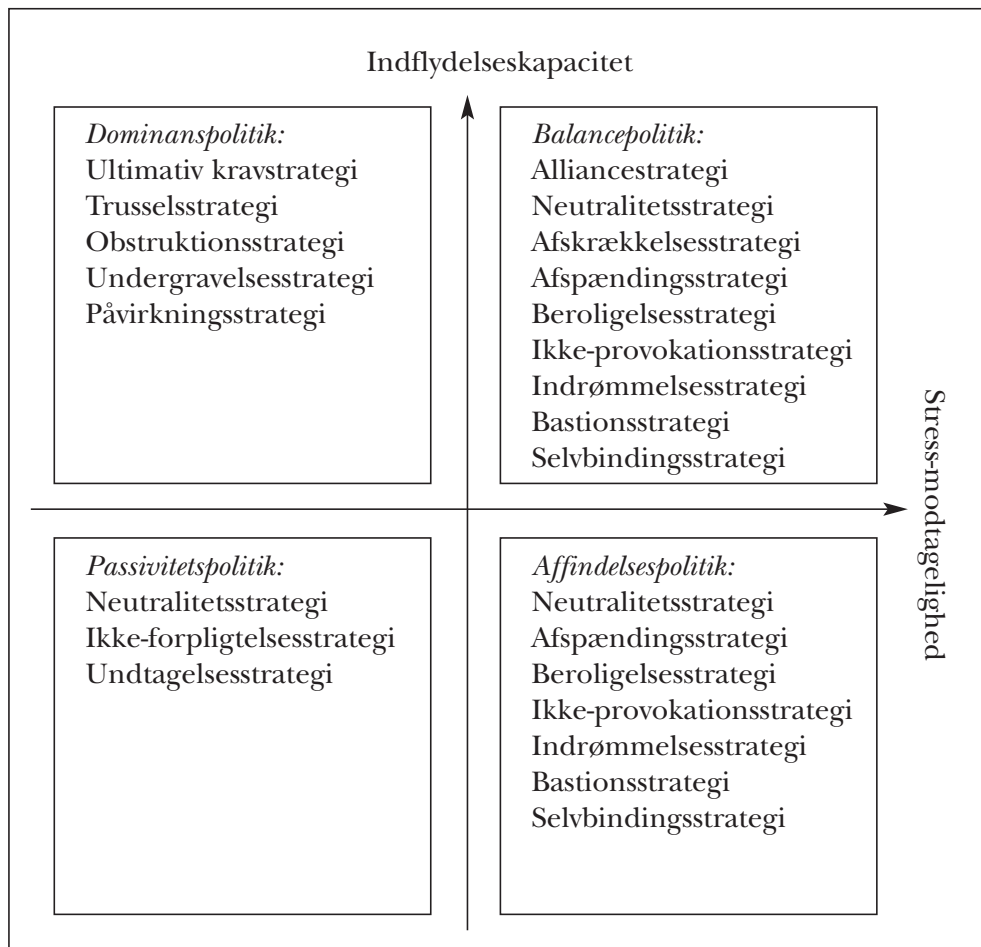 Indflydelseskapacitet
Dominanspolitik:
Ultimativ kravstrategi
Trusselsstrategi
Obstruktionsstrategi
Undergravelsesstrategi
Påvirkningsstrategi
Balancepolitik:
Alliancestrategi
Neutralitetsstrategi
Afskrækkelsesstrategi
Afspændingsstrategi
Beroligelsesstrategi
Ikke-provokationsstrategi
Indrømmelsesstrategi
Bastionsstrategi
Selvbindingsstrategi
Stress-modtagelighed
Passivitetspolitik:
Neutralitetsstrategi
Ikke-forpligtelsesstrategi
Undtagelsesstrategi
Affindelsespolitik:
Neutralitetsstrategi
Afspændingsstrategi
Beroligelsesstrategi
Ikke-provokationsstrategi
Indrømmelsesstrategi
Bastionsstrategi
Selvbindingsstrategi